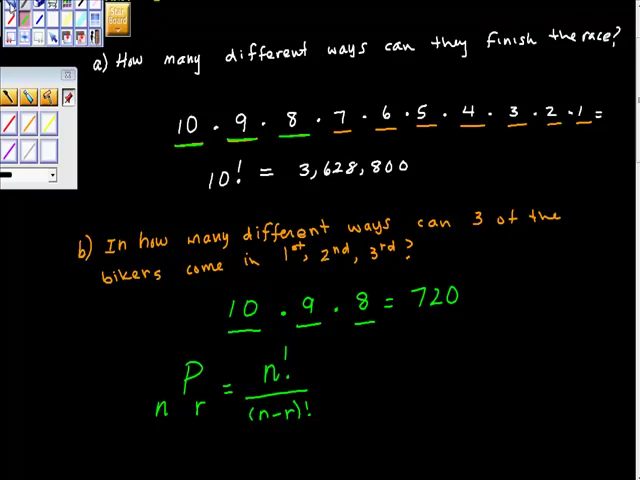 Start
Board
a) How many different ways can they finish the race?
10 · 9 · 8 · 7 · 6 · 5 · 4 · 3 · 2 · 1 =
10! = 3,628,800
b) In how many different ways can 3 of the
bikers come in 1st, 2nd, 3rd?
10 · 9 · 8 = 720
n P r = n! / (n-r)!